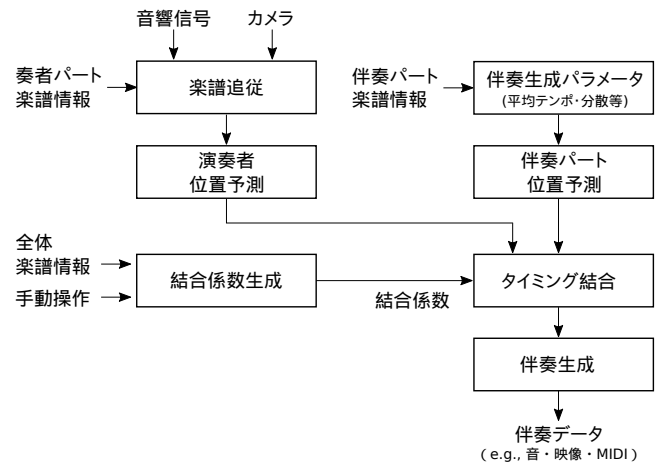 音響信号
カメラ
奏者パート
楽譜情報
楽譜追従
伴奏パート
楽譜情報
伴奏生成パラメータ
(平均テンポ・分散等)
演奏者
位置予測
伴奏パート
位置予測
全体
楽譜情報
手動操作
結合係数生成
結合係数
タイミング結合
伴奏生成
伴奏データ
( e.g., 音・映像・MIDI )